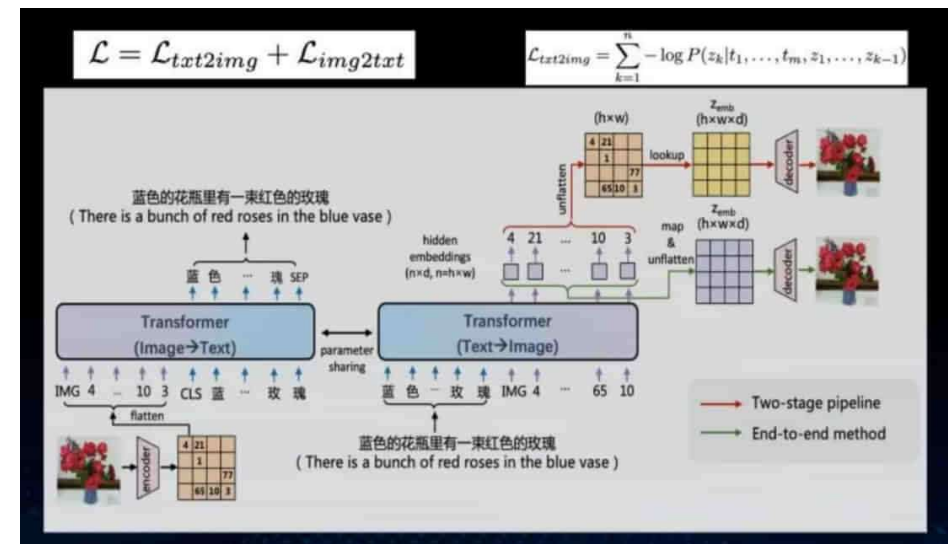 L = L_txt2img + L_img2txt
L_txt2img = ∑_{k=1}^{n} −log P(z_k|t_1, . . . , t_m, z_1, . . . , z_{k−1})
(h×w)
z_emb
(h×w×d)
4 21
1
77
65 10 3
lookup
decoder
unflatten
蓝色的花瓶里有一束红色的玫瑰
( There is a bunch of red roses in the blue vase )
hidden
embeddings
(n×d, n=h×w)
4 21 ... 10 3
map
&
unflatten
z_emb
(h×w×d)
decoder
蓝 色 ... 瑰 SEP
Transformer
(Image→Text)
parameter
sharing
Transformer
(Text→Image)
IMG 4 ... 10 3 CLS 蓝 ... 玫 瑰
蓝 色 ... 玫 瑰 IMG 4 ... 65 10
flatten
encoder
4 21
1
77
65 10 3
蓝色的花瓶里有一束红色的玫瑰
( There is a bunch of red roses in the blue vase )
Two-stage pipeline
End-to-end method